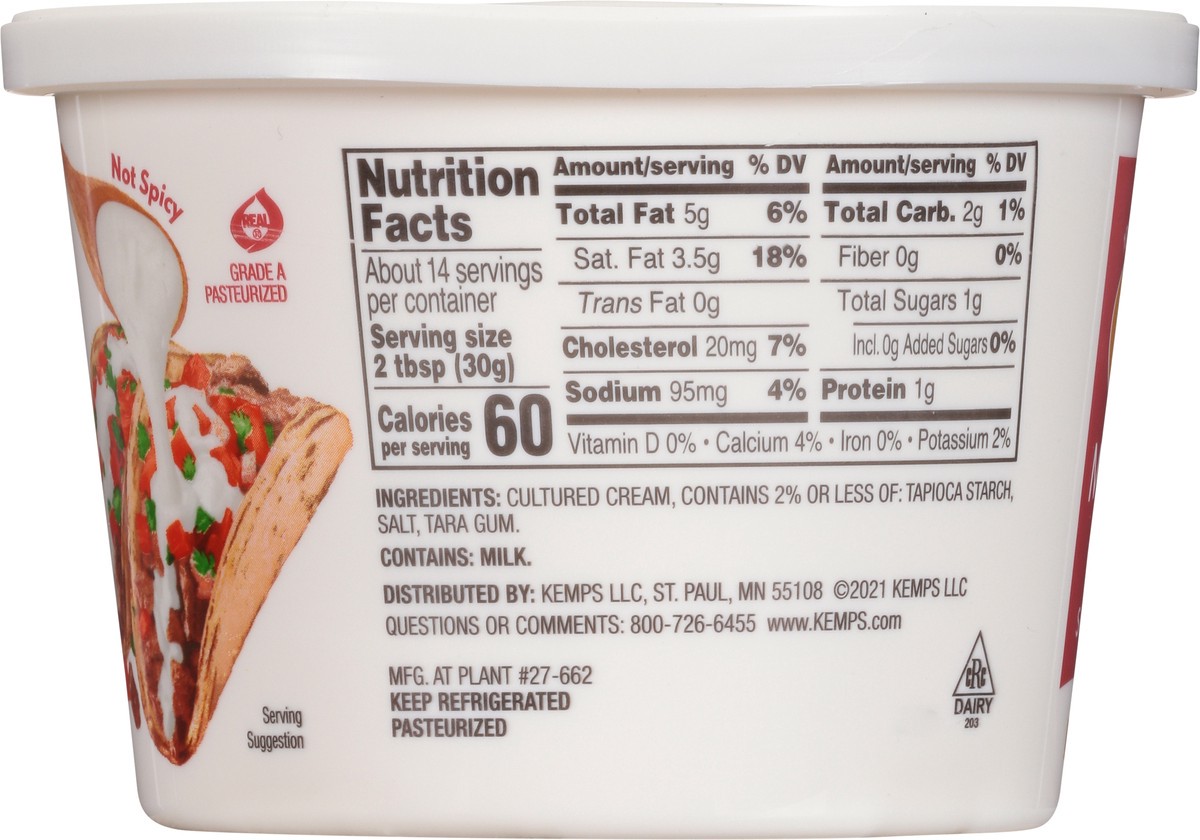 Not Spicy
REAL
GRADE A
PASTEURIZED
Nutrition
Facts
About 14 servings
per container
Serving size
2 tbsp (30g)
Calories
per serving
60
Amount/serving % DV
Total Fat 5g 6%
Sat. Fat 3.5g 18%
Trans Fat 0g
Cholesterol 20mg 7%
Sodium 95mg 4%
Amount/serving % DV
Total Carb. 2g 1%
Fiber 0g 0%
Total Sugars 1g
Incl. 0g Added Sugars 0%
Protein 1g
Vitamin D 0% • Calcium 4% • Iron 0% • Potassium 2%
INGREDIENTS: CULTURED CREAM, CONTAINS 2% OR LESS OF: TAPIOCA STARCH,
SALT, TARA GUM.
CONTAINS: MILK.
DISTRIBUTED BY: KEMPS LLC, ST. PAUL, MN 55108 ©2021 KEMPS LLC
QUESTIONS OR COMMENTS: 800-726-6455 www.KEMPS.com
MFG. AT PLANT #27-662
KEEP REFRIGERATED
PASTEURIZED
Serving
Suggestion
cRc
DAIRY
203